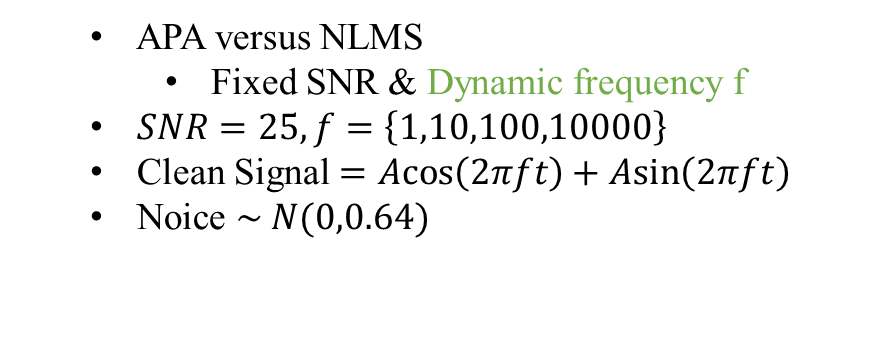 • APA versus NLMS
• Fixed SNR & Dynamic frequency f
• 𝑆𝑁𝑅 = 25, 𝑓 = {1,10,100,10000}
• Clean Signal = 𝐴cos(2𝜋𝑓𝑡) + 𝐴sin(2𝜋𝑓𝑡)
• Noice ~ 𝑁(0,0.64)